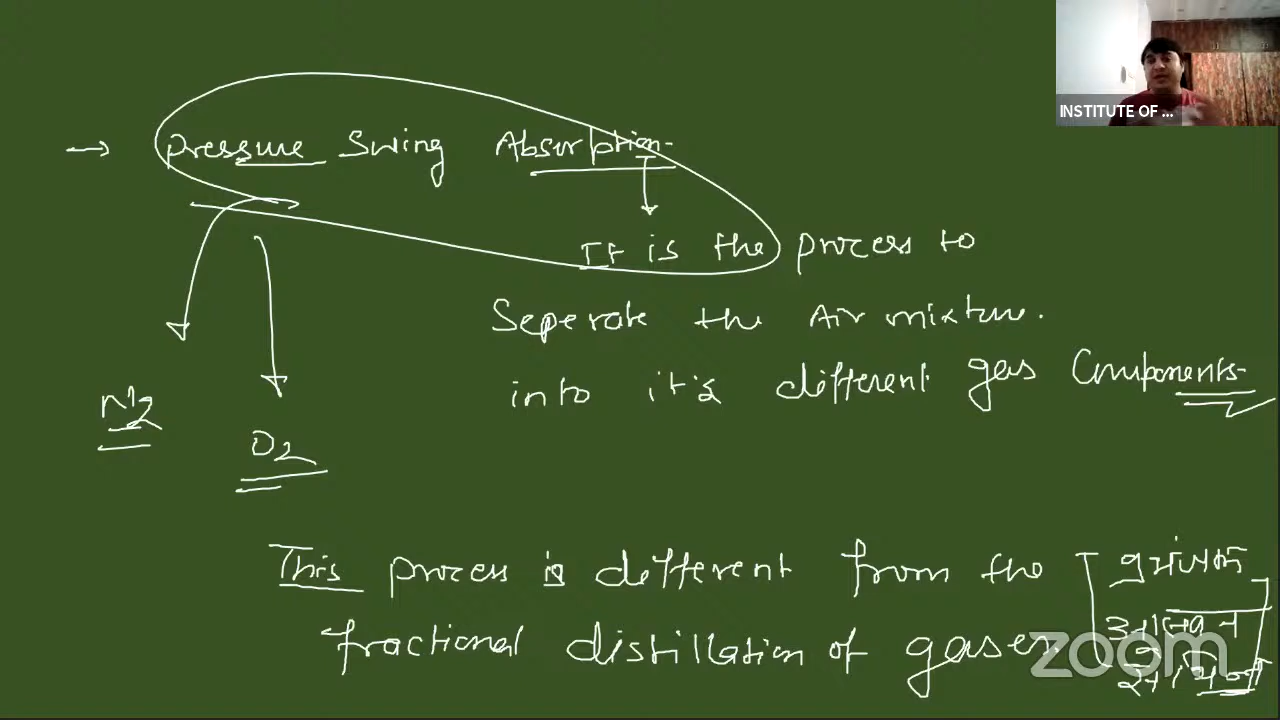 INSTITUTE OF ...
→ Pressure Swing Absorption
It is the process to
Seperate the Air mixture.
into it's different gas Components
N2
O2
This process is different from the
fractional distillation of gases
zoom